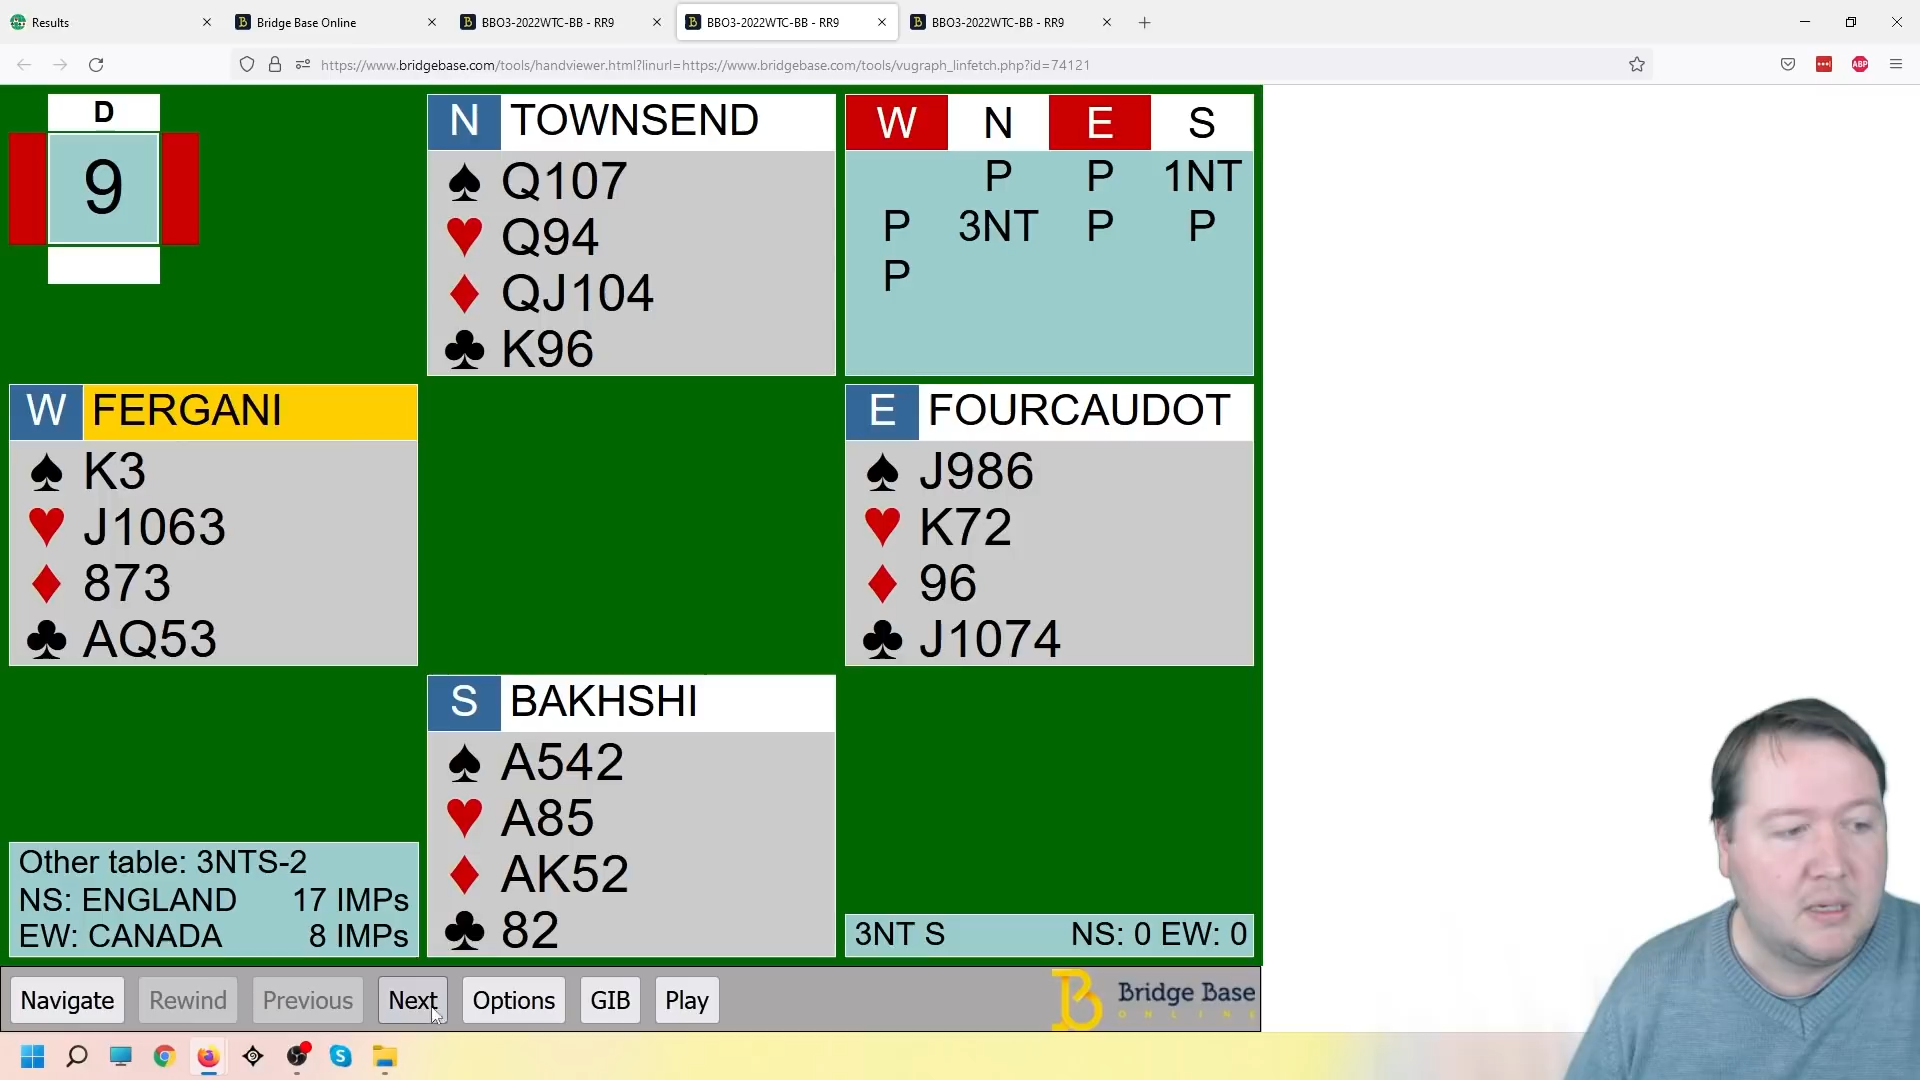 Results
Bridge Base Online
BBO3-2022WTC-BB - RR9
BBO3-2022WTC-BB - RR9
BBO3-2022WTC-BB - RR9
https://www.bridgebase.com/tools/handviewer.html?linurl=https://www.bridgebase.com/tools/vugraph_linfetch.php?id=74121
ABP
D
9
N TOWNSEND
♠ Q107
♥ Q94
♦ QJ104
♣ K96
W N E S
P P 1NT
P 3NT P P
P
W FERGANI
♠ K3
♥ J1063
♦ 873
♣ AQ53
E FOURCAUDOT
♠ J986
♥ K72
♦ 96
♣ J1074
S BAKHSHI
♠ A542
♥ A85
♦ AK52
♣ 82
Other table: 3NTS-2
NS: ENGLAND 17 IMPs
EW: CANADA 8 IMPs
3NT S NS: 0 EW: 0
Navigate Rewind Previous Next Options GIB Play
Bridge Base
ONLINE